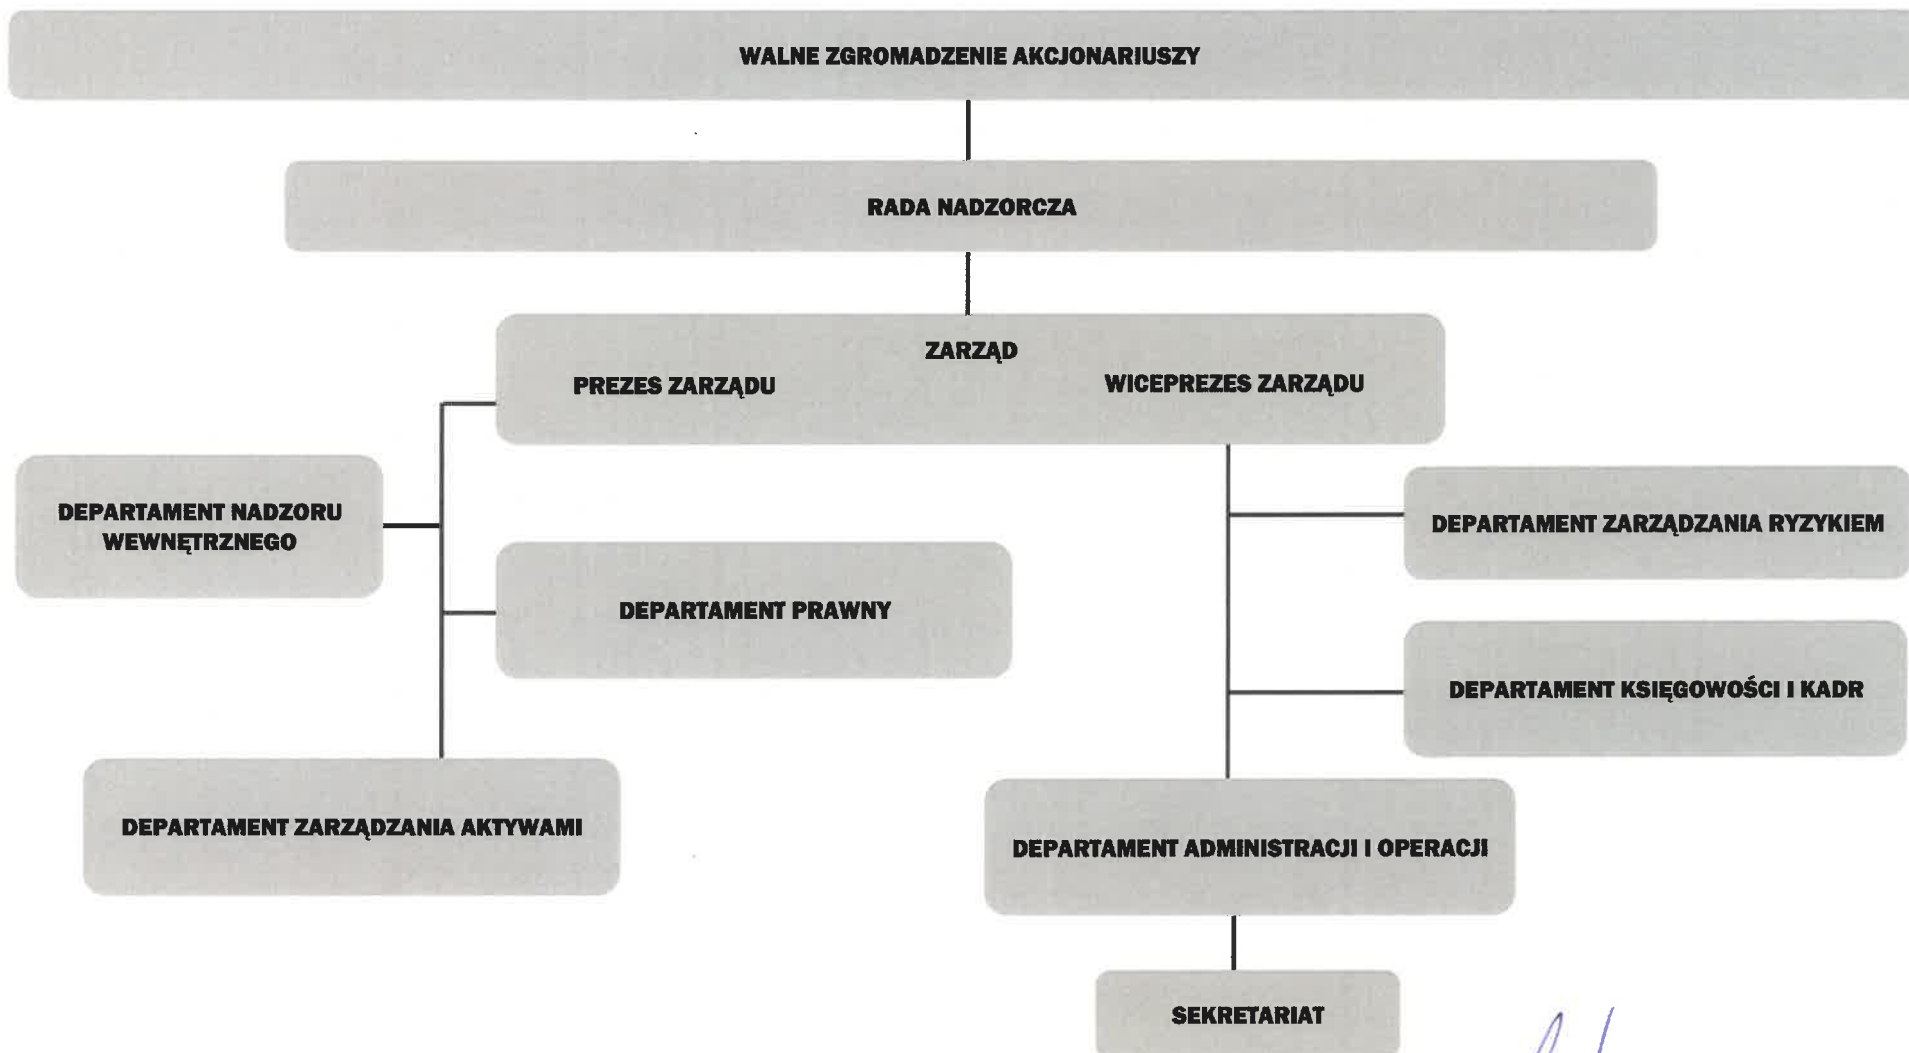 WALNE ZGROMADZENIE AKCJONARIUSZY
RADA NADZORCZA
ZARZĄD
PREZES ZARZĄDU
WICEPREZES ZARZĄDU
DEPARTAMENT NADZORU
WEWNĘTRZNEGO
DEPARTAMENT ZARZĄDZANIA RYZYKIEM
DEPARTAMENT PRAWNY
DEPARTAMENT KSIĘGOWOŚCI I KADR
DEPARTAMENT ZARZĄDZANIA AKTYWAMI
DEPARTAMENT ADMINISTRACJI I OPERACJI
SEKRETARIAT